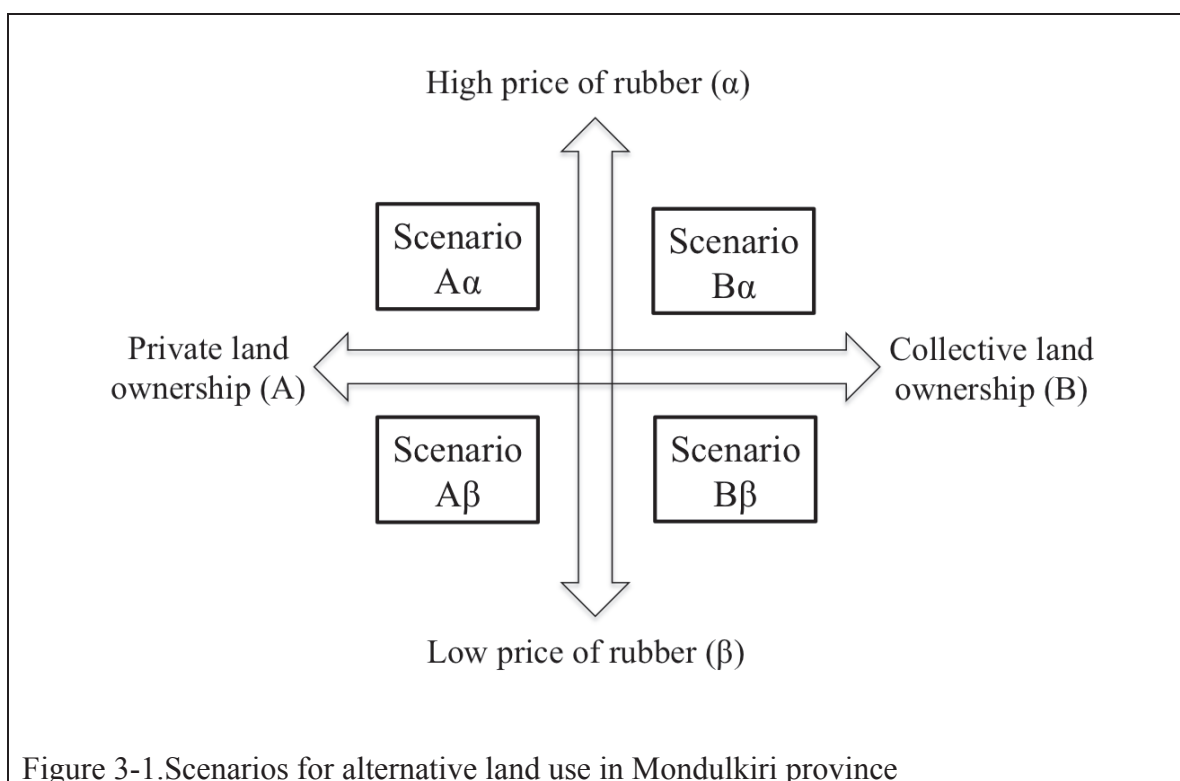 High price of rubber (α)
Scenario
Aα
Scenario
Bα
Private land
ownership (A)
Collective land
ownership (B)
Scenario
Aβ
Scenario
Bβ
Low price of rubber (β)
Figure 3-1.Scenarios for alternative land use in Mondulkiri province